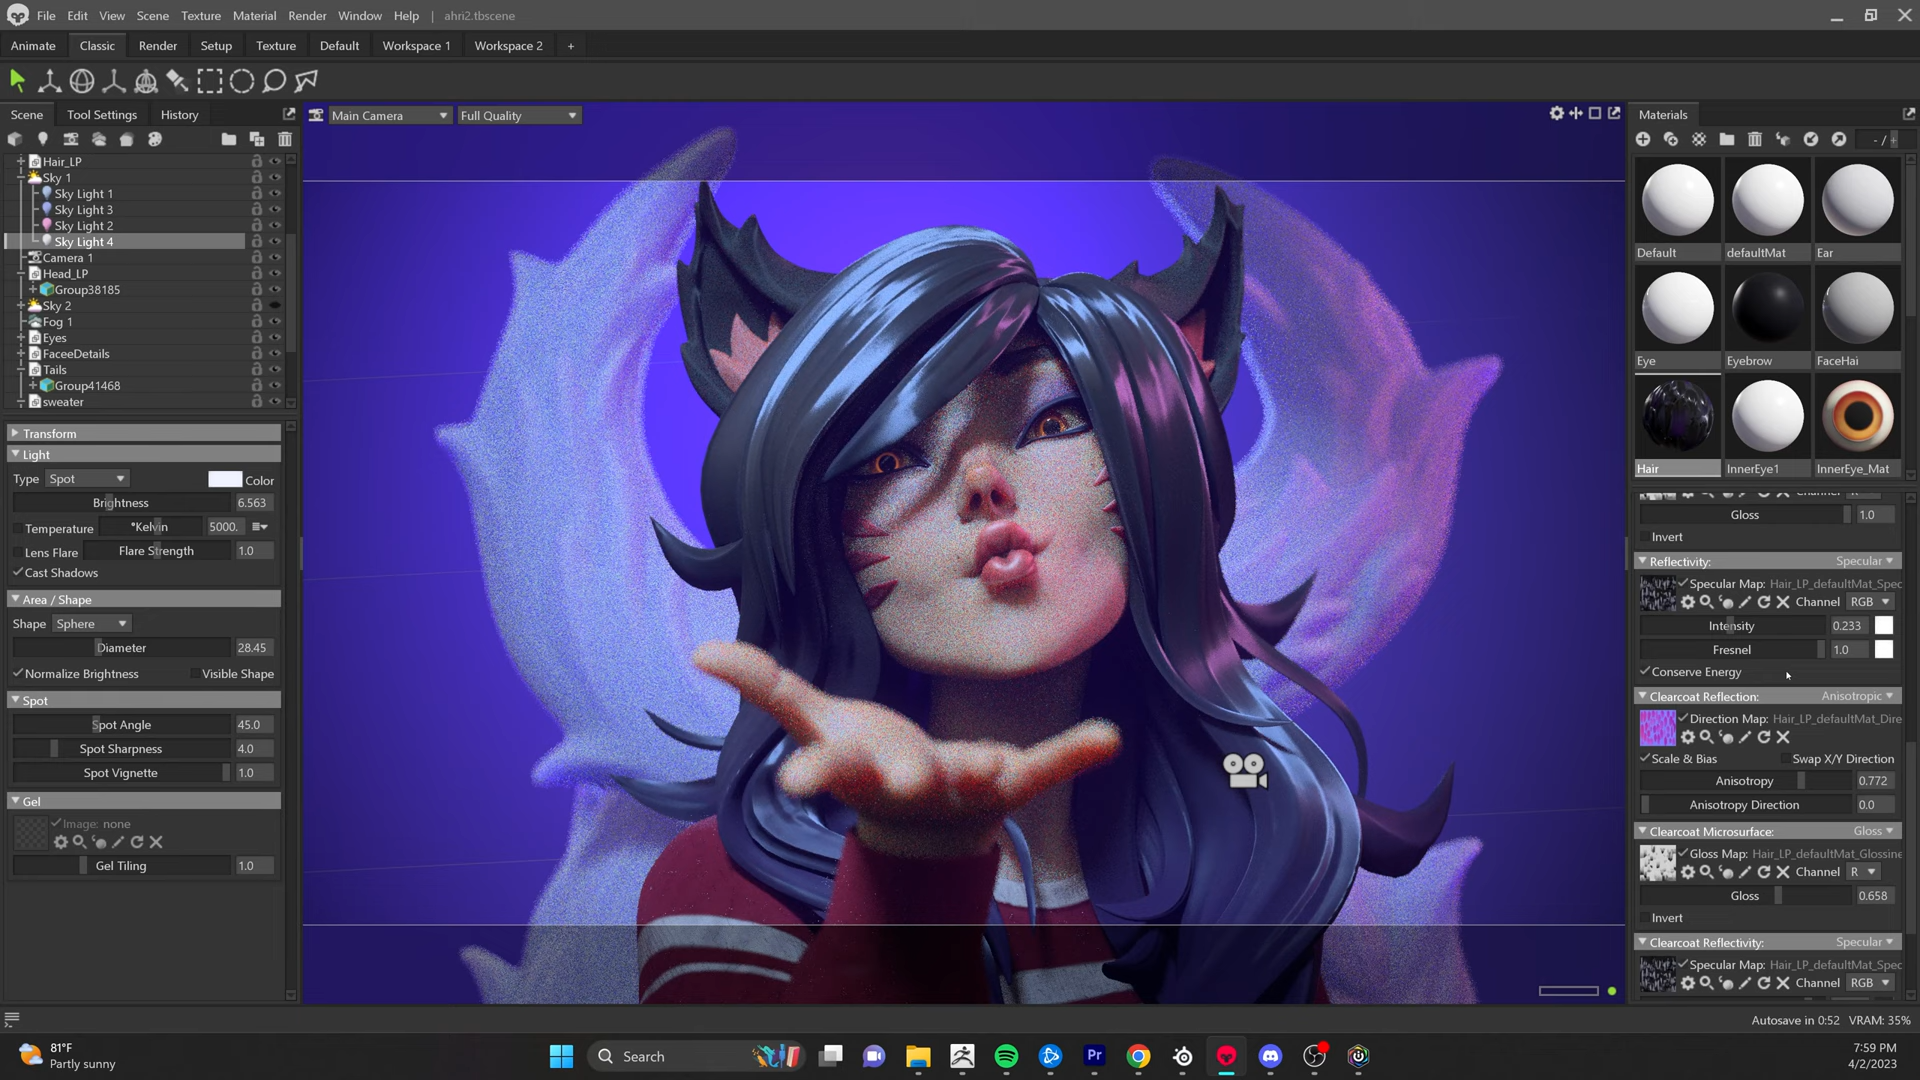 File Edit View Scene Texture Material Render Window Help | ahri2.tbscene
Animate Classic Render Setup Texture Default Workspace 1 Workspace 2 +
Scene Tool Settings History
Main Camera Full Quality
Materials
- /
Hair_LP
Sky 1
Sky Light 1
Sky Light 3
Sky Light 2
Sky Light 4
Camera 1
Head_LP
Group38185
Sky 2
Fog 1
Eyes
FaceeDetails
Tails
Group41468
sweater
Transform
Light
Type Spot Color
Brightness 6.563
Temperature °Kelvin 5000.
Lens Flare Flare Strength 1.0
Cast Shadows
Area / Shape
Shape Sphere
Diameter 28.45
Normalize Brightness Visible Shape
Spot
Spot Angle 45.0
Spot Sharpness 4.0
Spot Vignette 1.0
Gel
Image: none
Gel Tiling 1.0
Default defaultMat Ear
Eye Eyebrow FaceHai
Hair InnerEye1 InnerEye_Mat
Gloss 1.0
Invert
Reflectivity: Specular
Specular Map: Hair_LP_defaultMat_Spec
Channel RGB
Intensity 0.233
Fresnel 1.0
Conserve Energy
Clearcoat Reflection: Anisotropic
Direction Map: Hair_LP_defaultMat_Dire
Scale & Bias Swap X/Y Direction
Anisotropy 0.772
Anisotropy Direction 0.0
Clearcoat Microsurface: Gloss
Gloss Map: Hair_LP_defaultMat_Glossine
Channel R
Gloss 0.658
Invert
Clearcoat Reflectivity: Specular
Specular Map: Hair_LP_defaultMat_Spec
Channel RGB
Autosave in 0:52 VRAM: 35%
81°F
Partly sunny
Search
Pr
7:59 PM
4/2/2023